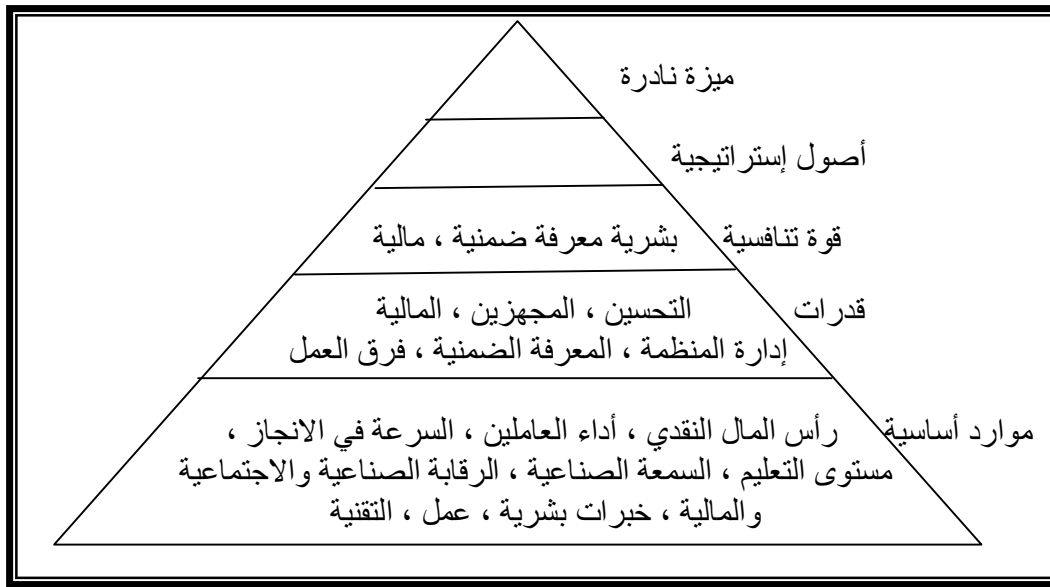 ميزة نادرة
أصول إستراتيجية
قوة تنافسية
بشرية معرفة ضمنية ، مالية
قدرات
التحسين ، المجهزين ، المالية
إدارة المنظمة ، المعرفة الضمنية ، فرق العمل
موارد أساسية
رأس المال النقدي ، أداء العاملين ، السرعة في الانجاز ،
مستوى التعليم ، السمعة الصناعية ، الرقابة الصناعية والاجتماعية
والمالية ، خبرات بشرية ، عمل ، التقنية